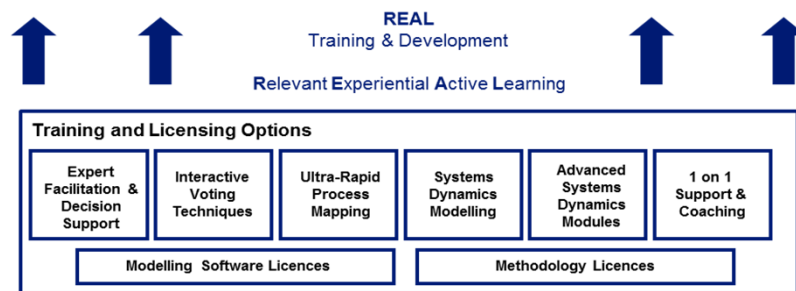 REAL
Training & Development
Relevant Experiential Active Learning
Training and Licensing Options
Expert
Facilitation &
Decision
Support
Interactive
Voting
Techniques
Ultra-Rapid
Process
Mapping
Systems
Dynamics
Modelling
Advanced
Systems
Dynamics
Modules
1 on 1
Support &
Coaching
Modelling Software Licences
Methodology Licences